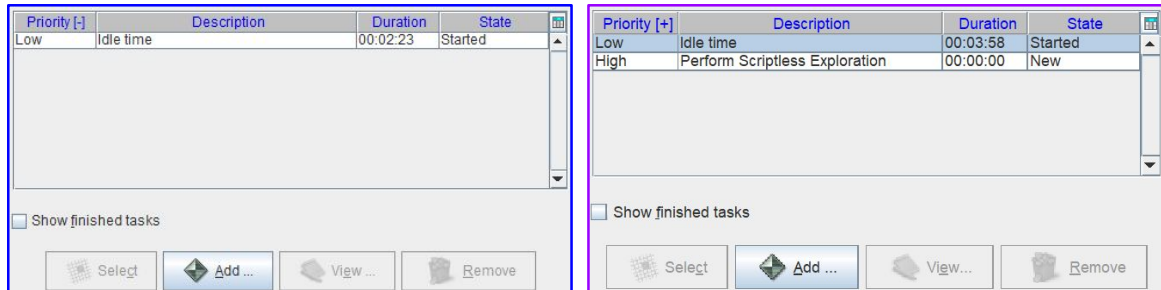 Priority [-] Description Duration State
Low Idle time 00:02:23 Started
Show finished tasks
Select Add ... View ... Remove
Priority [+] Description Duration State
Low Idle time 00:03:58 Started
High Perform Scriptless Exploration 00:00:00 New
Show finished tasks
Select Add ... View... Remove